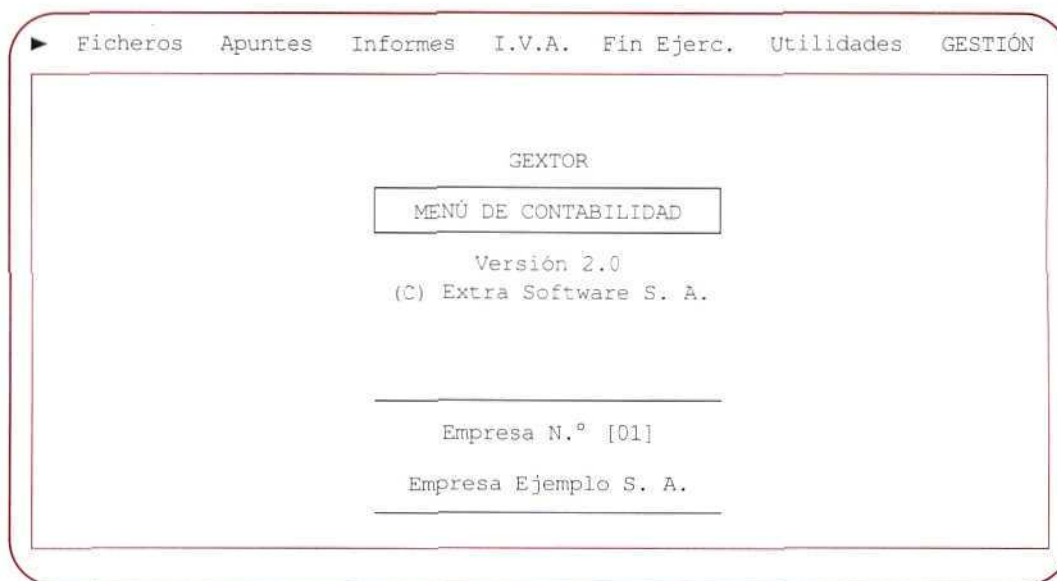 ► Ficheros Apuntes Informes I.V.A. Fin Ejerc. Utilidades GESTIÓN
GEXTOR
MENÚ DE CONTABILIDAD
Versión 2.0
(C) Extra Software S. A.
Empresa N.° [01]
Empresa Ejemplo S. A.